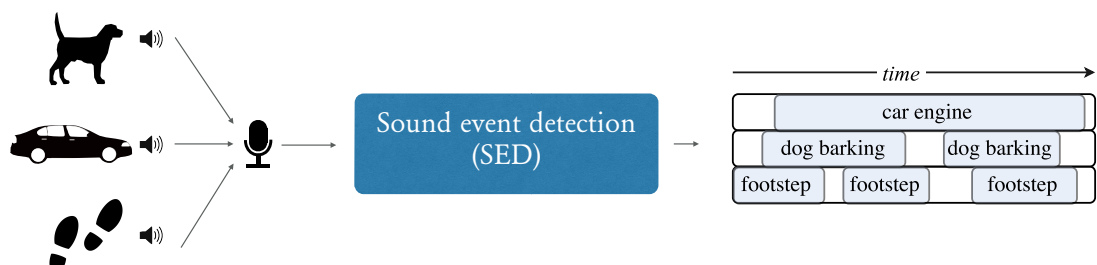 Sound event detection
(SED)
time
car engine
dog barking dog barking
footstep footstep footstep